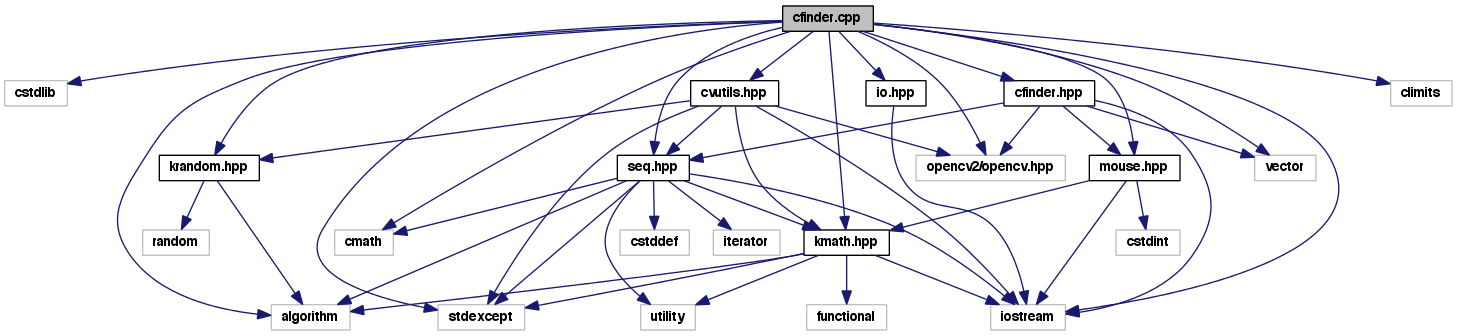 cfinder.cpp
cstdlib
cvutils.hpp
io.hpp
cfinder.hpp
climits
krandom.hpp
seq.hpp
opencv2/opencv.hpp
mouse.hpp
vector
random
cmath
cstddef
iterator
kmath.hpp
cstdint
algorithm
stdexcept
utility
functional
iostream